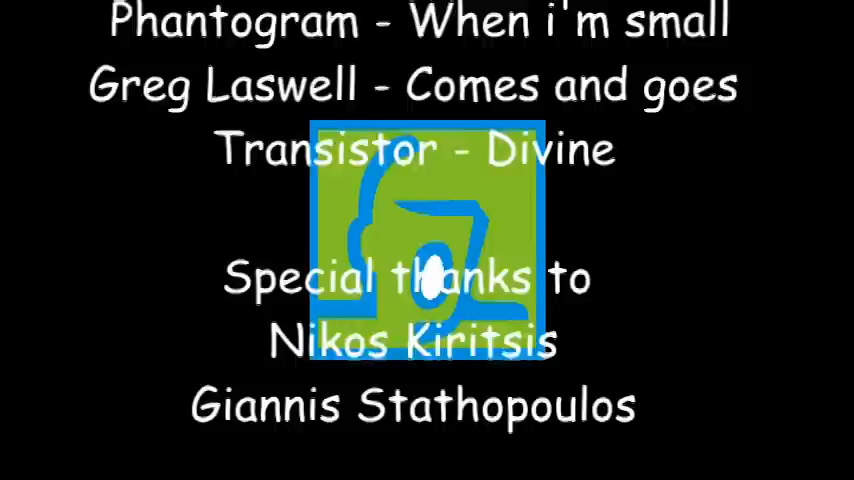 Phantogram - When i'm small
Greg Laswell - Comes and goes
Transistor - Divine
Special thanks to
Nikos Kiritsis
Giannis Stathopoulos